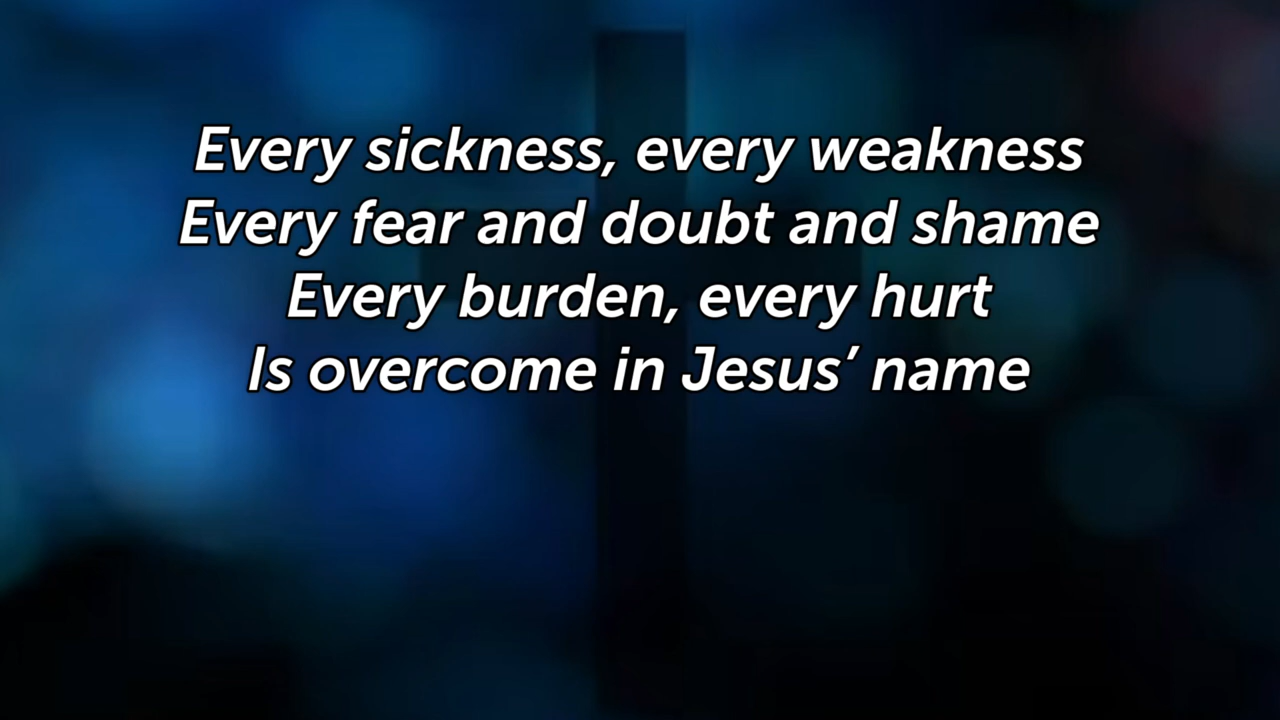 Every sickness, every weakness
Every fear and doubt and shame
Every burden, every hurt
Is overcome in Jesus’ name